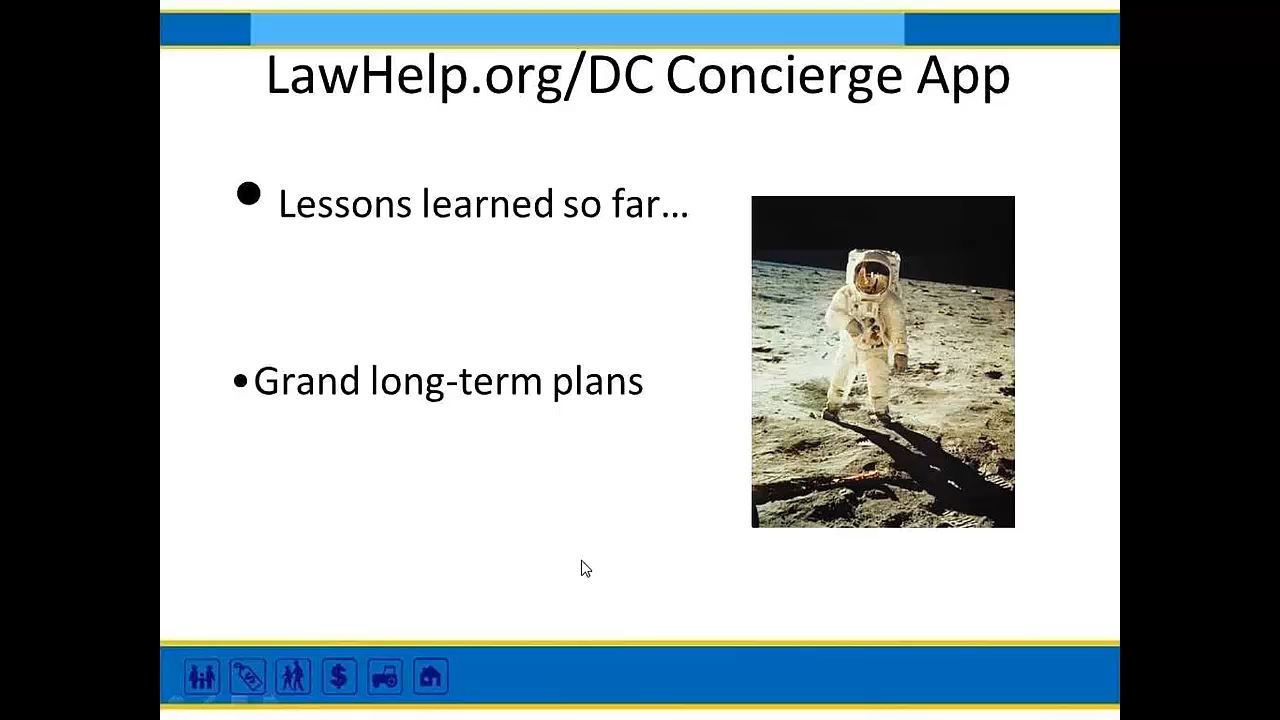 LawHelp.org/DC Concierge App
• Lessons learned so far…
•Grand long-term plans
$